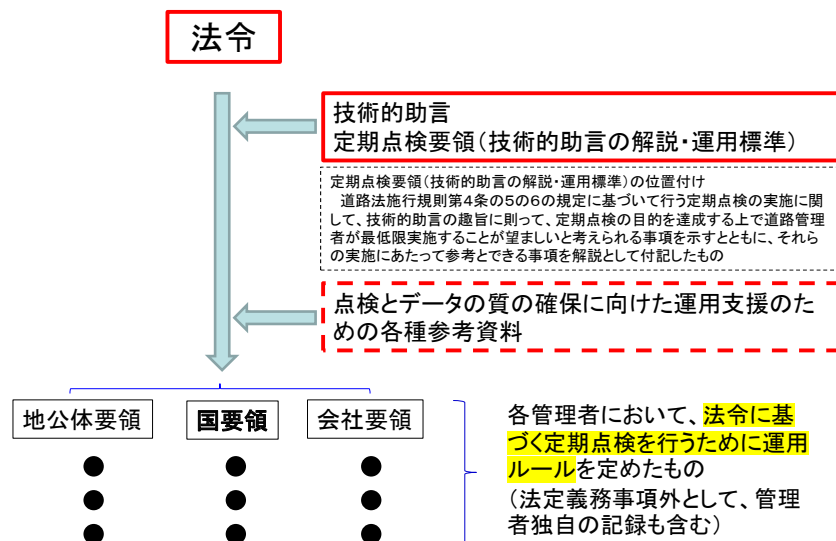 法令
技術的助言
定期点検要領(技術的助言の解説・運用標準)
定期点検要領(技術的助言の解説・運用標準)の位置付け
道路法施行規則第4条の5の6の規定に基づいて行う定期点検の実施に関
して、技術的助言の趣旨に則って、定期点検の目的を達成する上で道路管理
者が最低限実施することが望ましいと考えられる事項を示すとともに、それら
の実施にあたって参考とできる事項を解説として付記したもの
点検とデータの質の確保に向けた運用支援のた
めの各種参考資料
地公体要領 国要領 会社要領
各管理者において、法令に基
づく定期点検を行うために運用
ルールを定めたもの
(法定義務事項外として、管理
者独自の記録も含む)